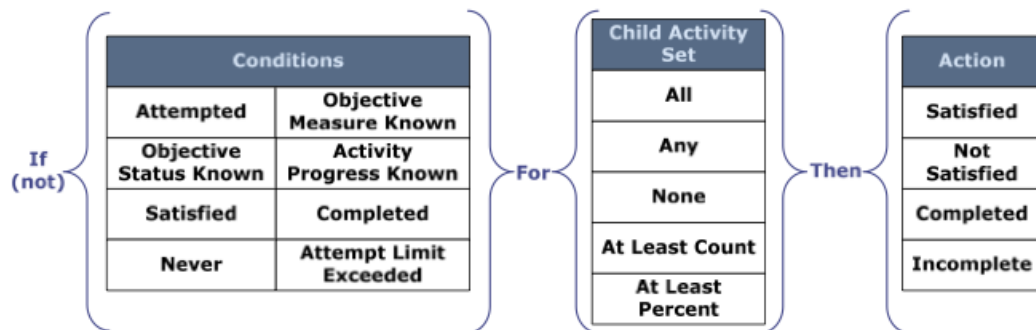 If
(not)
Conditions
Attempted
Objective
Measure Known
Objective
Status Known
Activity
Progress Known
Satisfied
Completed
Never
Attempt Limit
Exceeded
For
Child Activity
Set
All
Any
None
At Least Count
At Least
Percent
Then
Action
Satisfied
Not
Satisfied
Completed
Incomplete